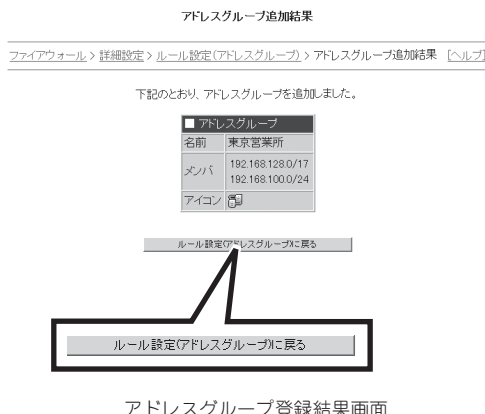 アドレスグループ追加結果
ファイアウォール > 詳細設定 > ルール設定(アドレスグループ) > アドレスグループ追加結果 [ヘルプ]
下記のとおり、アドレスグループを追加しました。
■ アドレスグループ
名前 東京営業所
メンバ 192.168.128.0/17
192.168.100.0/24
アイコン
ルール設定(アドレスグループ)に戻る
ルール設定(アドレスグループ)に戻る
アドレスグループ登録結果画面